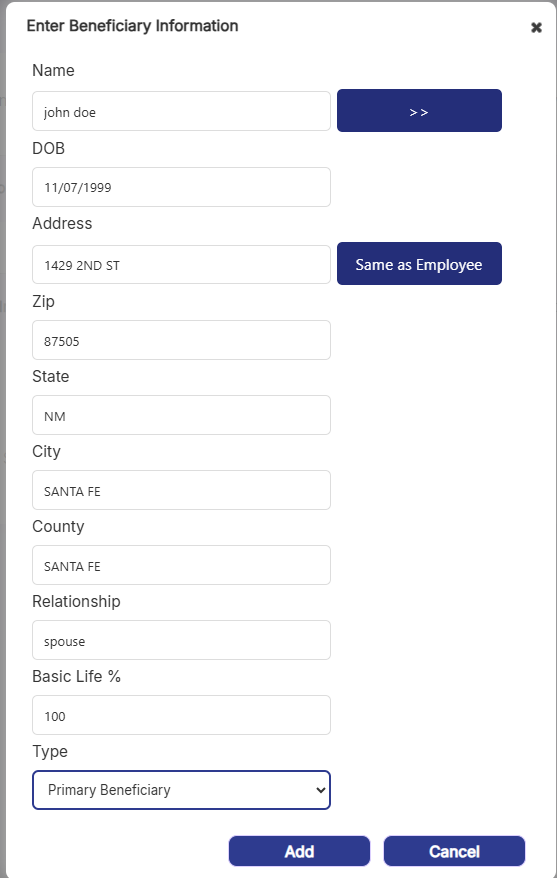 Enter Beneficiary Information ✖
Name
john doe >>
DOB
11/07/1999
Address
1429 2ND ST Same as Employee
Zip
87505
State
NM
City
SANTA FE
County
SANTA FE
Relationship
spouse
Basic Life %
100
Type
Primary Beneficiary
Add Cancel